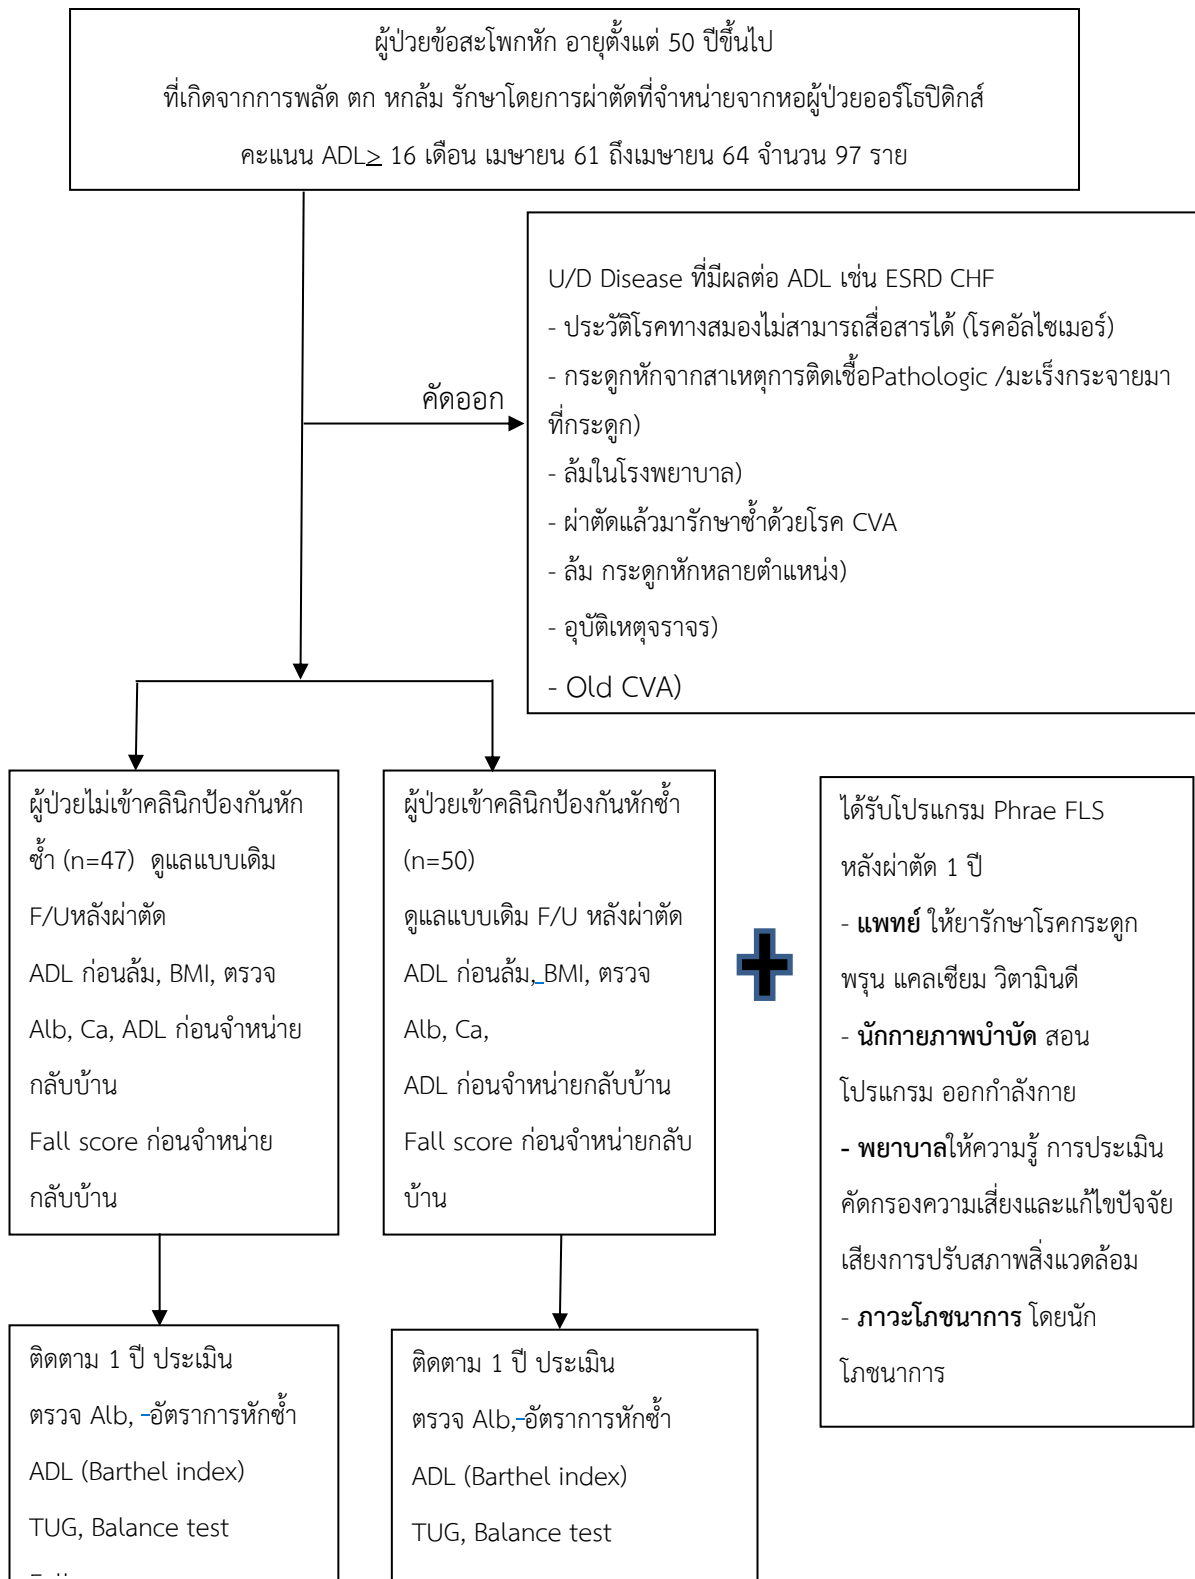 ผู้ป่วยข้อสะโพกหัก อายุตั้งแต่ 50 ปีขึ้นไป
ที่เกิดจากการพลัด ตก หกล้ม รักษาโดยการผ่าตัดที่จำหน่ายจากหอผู้ป่วยออร์โธปิดิกส์
คะแนน ADL≥ 16 เดือน เมษายน 61 ถึงเมษายน 64 จำนวน 97 ราย
คัดออก
U/D Disease ที่มีผลต่อ ADL เช่น ESRD CHF
- ประวัติโรคทางสมองไม่สามารถสื่อสารได้ (โรคอัลไซเมอร์)
- กระดูกหักจากสาเหตุการติดเชื้อPathologic /มะเร็งกระจายมา
ที่กระดูก)
- ล้มในโรงพยาบาล)
- ผ่าตัดแล้วมารักษาซ้ำด้วยโรค CVA
- ล้ม กระดูกหักหลายตำแหน่ง)
- อุบัติเหตุจราจร)
- Old CVA)
ผู้ป่วยไม่เข้าคลินิกป้องกันหัก
ซ้ำ (n=47) ดูแลแบบเดิม
F/Uหลังผ่าตัด
ADL ก่อนล้ม, BMI, ตรวจ
Alb, Ca, ADL ก่อนจำหน่าย
กลับบ้าน
Fall score ก่อนจำหน่าย
กลับบ้าน
ผู้ป่วยเข้าคลินิกป้องกันหักซ้ำ
(n=50)
ดูแลแบบเดิม F/U หลังผ่าตัด
ADL ก่อนล้ม, BMI, ตรวจ
Alb, Ca,
ADL ก่อนจำหน่ายกลับบ้าน
Fall score ก่อนจำหน่ายกลับ
บ้าน
ได้รับโปรแกรม Phrae FLS
หลังผ่าตัด 1 ปี
- แพทย์ ให้ยารักษาโรคกระดูก
พรุน แคลเซียม วิตามินดี
- นักกายภาพบำบัด สอน
โปรแกรม ออกกำลังกาย
- พยาบาลให้ความรู้ การประเมิน
คัดกรองความเสี่ยงและแก้ไขปัจจัย
เสียงการปรับสภาพสิ่งแวดล้อม
- ภาวะโภชนาการ โดยนัก
โภชนาการ
ติดตาม 1 ปี ประเมิน
ตรวจ Alb, -อัตราการหักซ้ำ
ADL (Barthel index)
TUG, Balance test
ติดตาม 1 ปี ประเมิน
ตรวจ Alb,-อัตราการหักซ้ำ
ADL (Barthel index)
TUG, Balance test